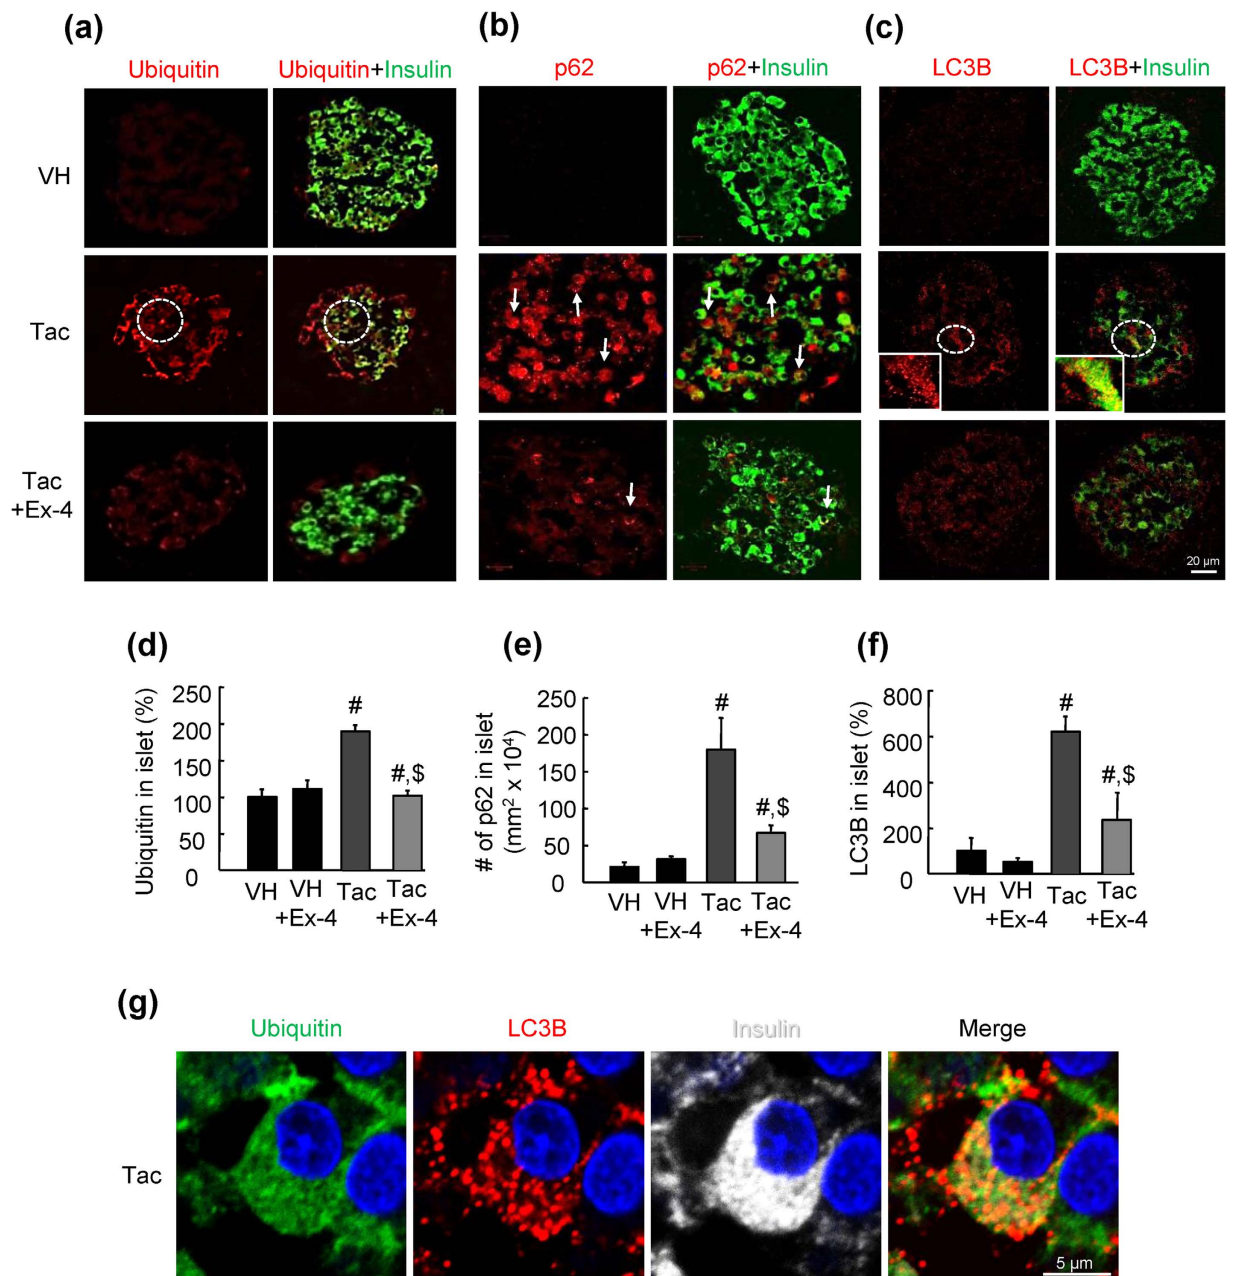 (a)
(b)
(c)
Ubiquitin
Ubiquitin+Insulin
p62
p62+Insulin
LC3B
LC3B+Insulin
VH
Tac
Tac
+Ex-4
20 µm
(d)
(e)
(f)
Ubiquitin in islet (%)
250
200
150
100
50
0
#
#,$
VH
VH
+Ex-4
Tac
Tac
+Ex-4
# of p62 in islet
(mm² x 10⁴)
250
200
150
100
50
0
#
#,$
VH
VH
+Ex-4
Tac
Tac
+Ex-4
LC3B in islet (%)
800
600
400
200
0
#
#,$
VH
VH
+Ex-4
Tac
Tac
+Ex-4
(g)
Ubiquitin
LC3B
Insulin
Merge
Tac
5 µm